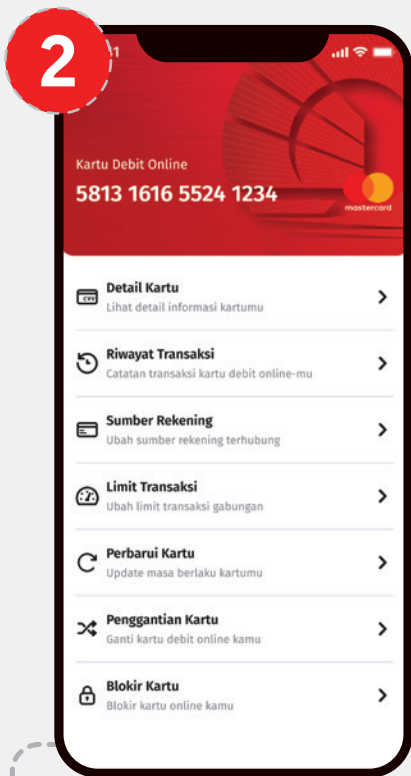 2
Kartu Debit Online
5813 1616 5524 1234
mastercard
Detail Kartu
Lihat detail informasi kartumu
Riwayat Transaksi
Catatan transaksi kartu debit online-mu
Sumber Rekening
Ubah sumber rekening terhubung
Limit Transaksi
Ubah limit transaksi gabungan
Perbarui Kartu
Update masa berlaku kartumu
Penggantian Kartu
Ganti kartu debit online kamu
Blokir Kartu
Blokir kartu online kamu